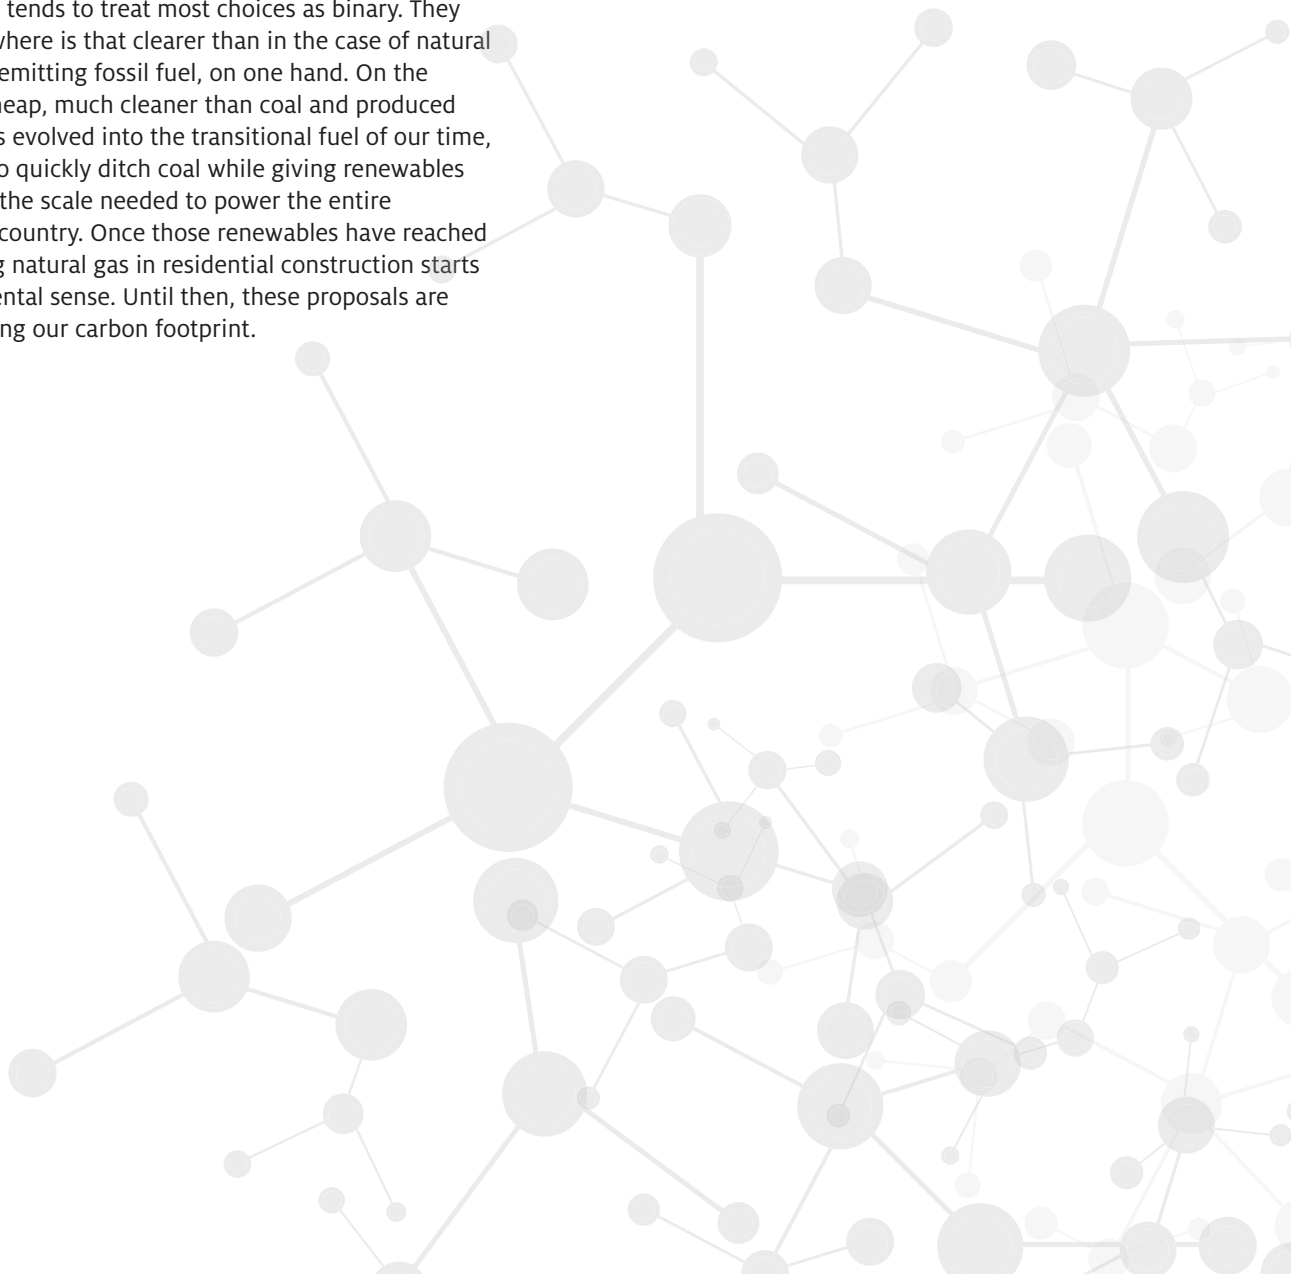 tends to treat most choices as binary. They
where is that clearer than in the case of natural
emitting fossil fuel, on one hand. On the
heap, much cleaner than coal and produced
s evolved into the transitional fuel of our time,
o quickly ditch coal while giving renewables
the scale needed to power the entire
country. Once those renewables have reached
g natural gas in residential construction starts
ental sense. Until then, these proposals are
ng our carbon footprint.